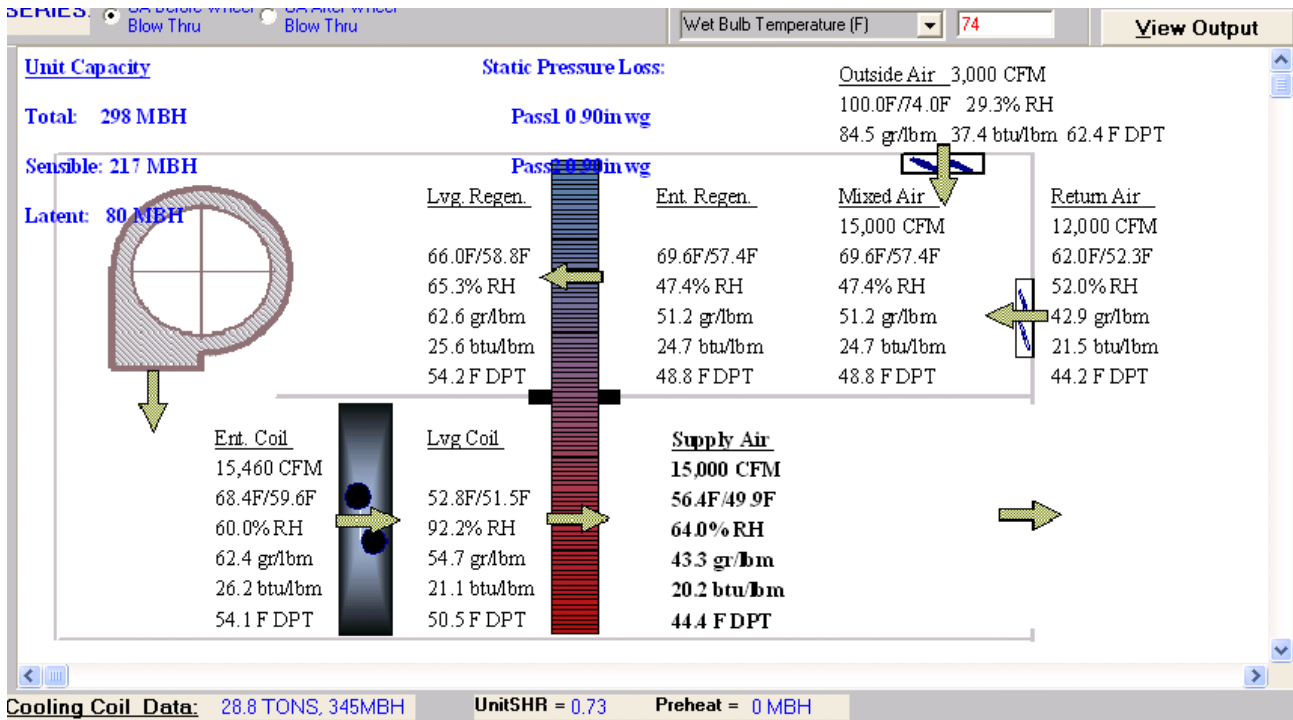 SERIES:
Blow Thru
Blow Thru
Wet Bulb Temperature (F)
74
View Output
Unit Capacity
Total: 298 MBH
Sensible: 217 MBH
Latent: 80 MBH
Static Pressure Loss:
Pass1 0.90in wg
Pass2 0.90in wg
Outside Air 3,000 CFM
100.0F/74.0F 29.3% RH
84.5 gr/lbm 37.4 btu/lbm 62.4 F DPT
Lvg. Regen.
66.0F/58.8F
65.3% RH
62.6 gr/lbm
25.6 btu/lbm
54.2 F DPT
Ent. Regen.
69.6F/57.4F
47.4% RH
51.2 gr/lbm
24.7 btu/lbm
48.8 F DPT
Mixed Air
15,000 CFM
69.6F/57.4F
47.4% RH
51.2 gr/lbm
24.7 btu/lbm
48.8 F DPT
Return Air
12,000 CFM
62.0F/52.3F
52.0% RH
42.9 gr/lbm
21.5 btu/lbm
44.2 F DPT
Ent. Coil
15,460 CFM
68.4F/59.6F
60.0% RH
62.4 gr/lbm
26.2 btu/lbm
54.1 F DPT
Lvg Coil
52.8F/51.5F
92.2% RH
54.7 gr/lbm
21.1 btu/lbm
50.5 F DPT
Supply Air
15,000 CFM
56.4F/49.9F
64.0% RH
43.3 gr/lbm
20.2 btu/lbm
44.4 F DPT
Cooling Coil Data: 28.8 TONS, 345MBH
UnitSHR = 0.73
Preheat = 0 MBH